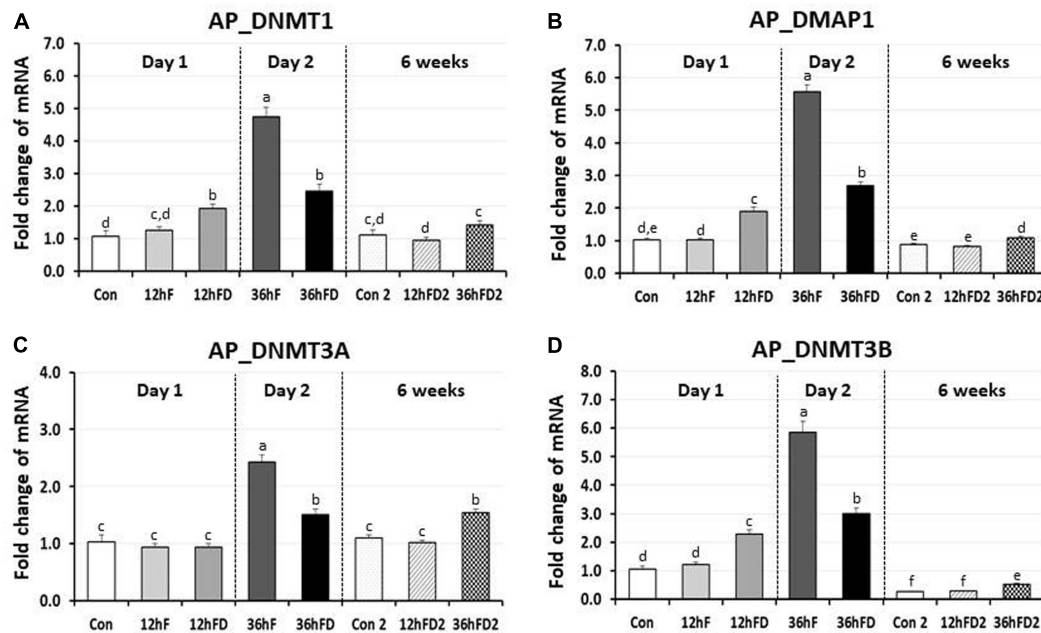 A
AP_DNMT1
Fold change of mRNA
7.0
6.0
5.0
4.0
3.0
2.0
1.0
0.0
Day 1
Day 2
6 weeks
d
c,d
b
a
b
c,d
d
c
Con 12hF 12hFD 36hF 36hFD Con 2 12hFD2 36hFD2
B
AP_DMAP1
Fold change of mRNA
7.0
6.0
5.0
4.0
3.0
2.0
1.0
0.0
Day 1
Day 2
6 weeks
d,e
d
c
a
b
e
e
d
Con 12hF 12hFD 36hF 36hFD Con 2 12hFD2 36hFD2
C
AP_DNMT3A
Fold change of mRNA
4.0
3.0
2.0
1.0
0.0
Day 1
Day 2
6 weeks
c
c
c
a
b
c
c
b
Con 12hF 12hFD 36hF 36hFD Con 2 12hFD2 36hFD2
D
AP_DNMT3B
Fold change of mRNA
8.0
7.0
6.0
5.0
4.0
3.0
2.0
1.0
0.0
Day 1
Day 2
6 weeks
d
d
c
a
b
f
f
e
Con 12hF 12hFD 36hF 36hFD Con 2 12hFD2 36hFD2